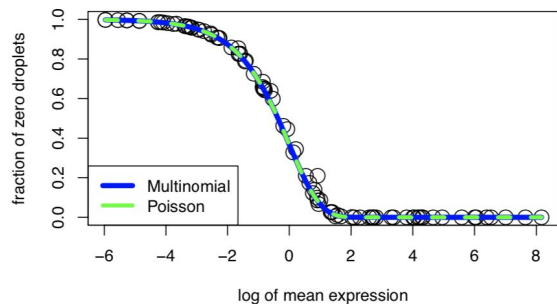 fraction of zero droplets
1.0
0.8
0.6
0.4
0.2
0.0
Multinomial
Poisson
−6 −4 −2 0 2 4 6 8
log of mean expression